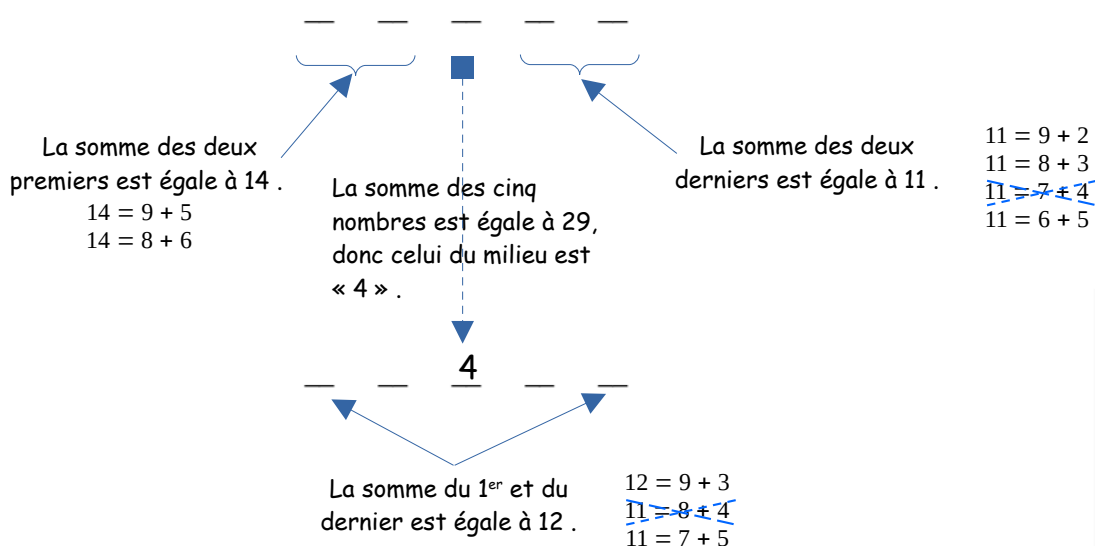 La somme des deux
premiers est égale à 14 .
14 = 9 + 5
14 = 8 + 6
La somme des cinq
nombres est égale à 29,
donc celui du milieu est
« 4 » .
La somme des deux
derniers est égale à 11 .
11 = 9 + 2
11 = 8 + 3
11 = 7 + 4
11 = 6 + 5
4
La somme du 1er et du
dernier est égale à 12 .
12 = 9 + 3
11 = 8 + 4
11 = 7 + 5